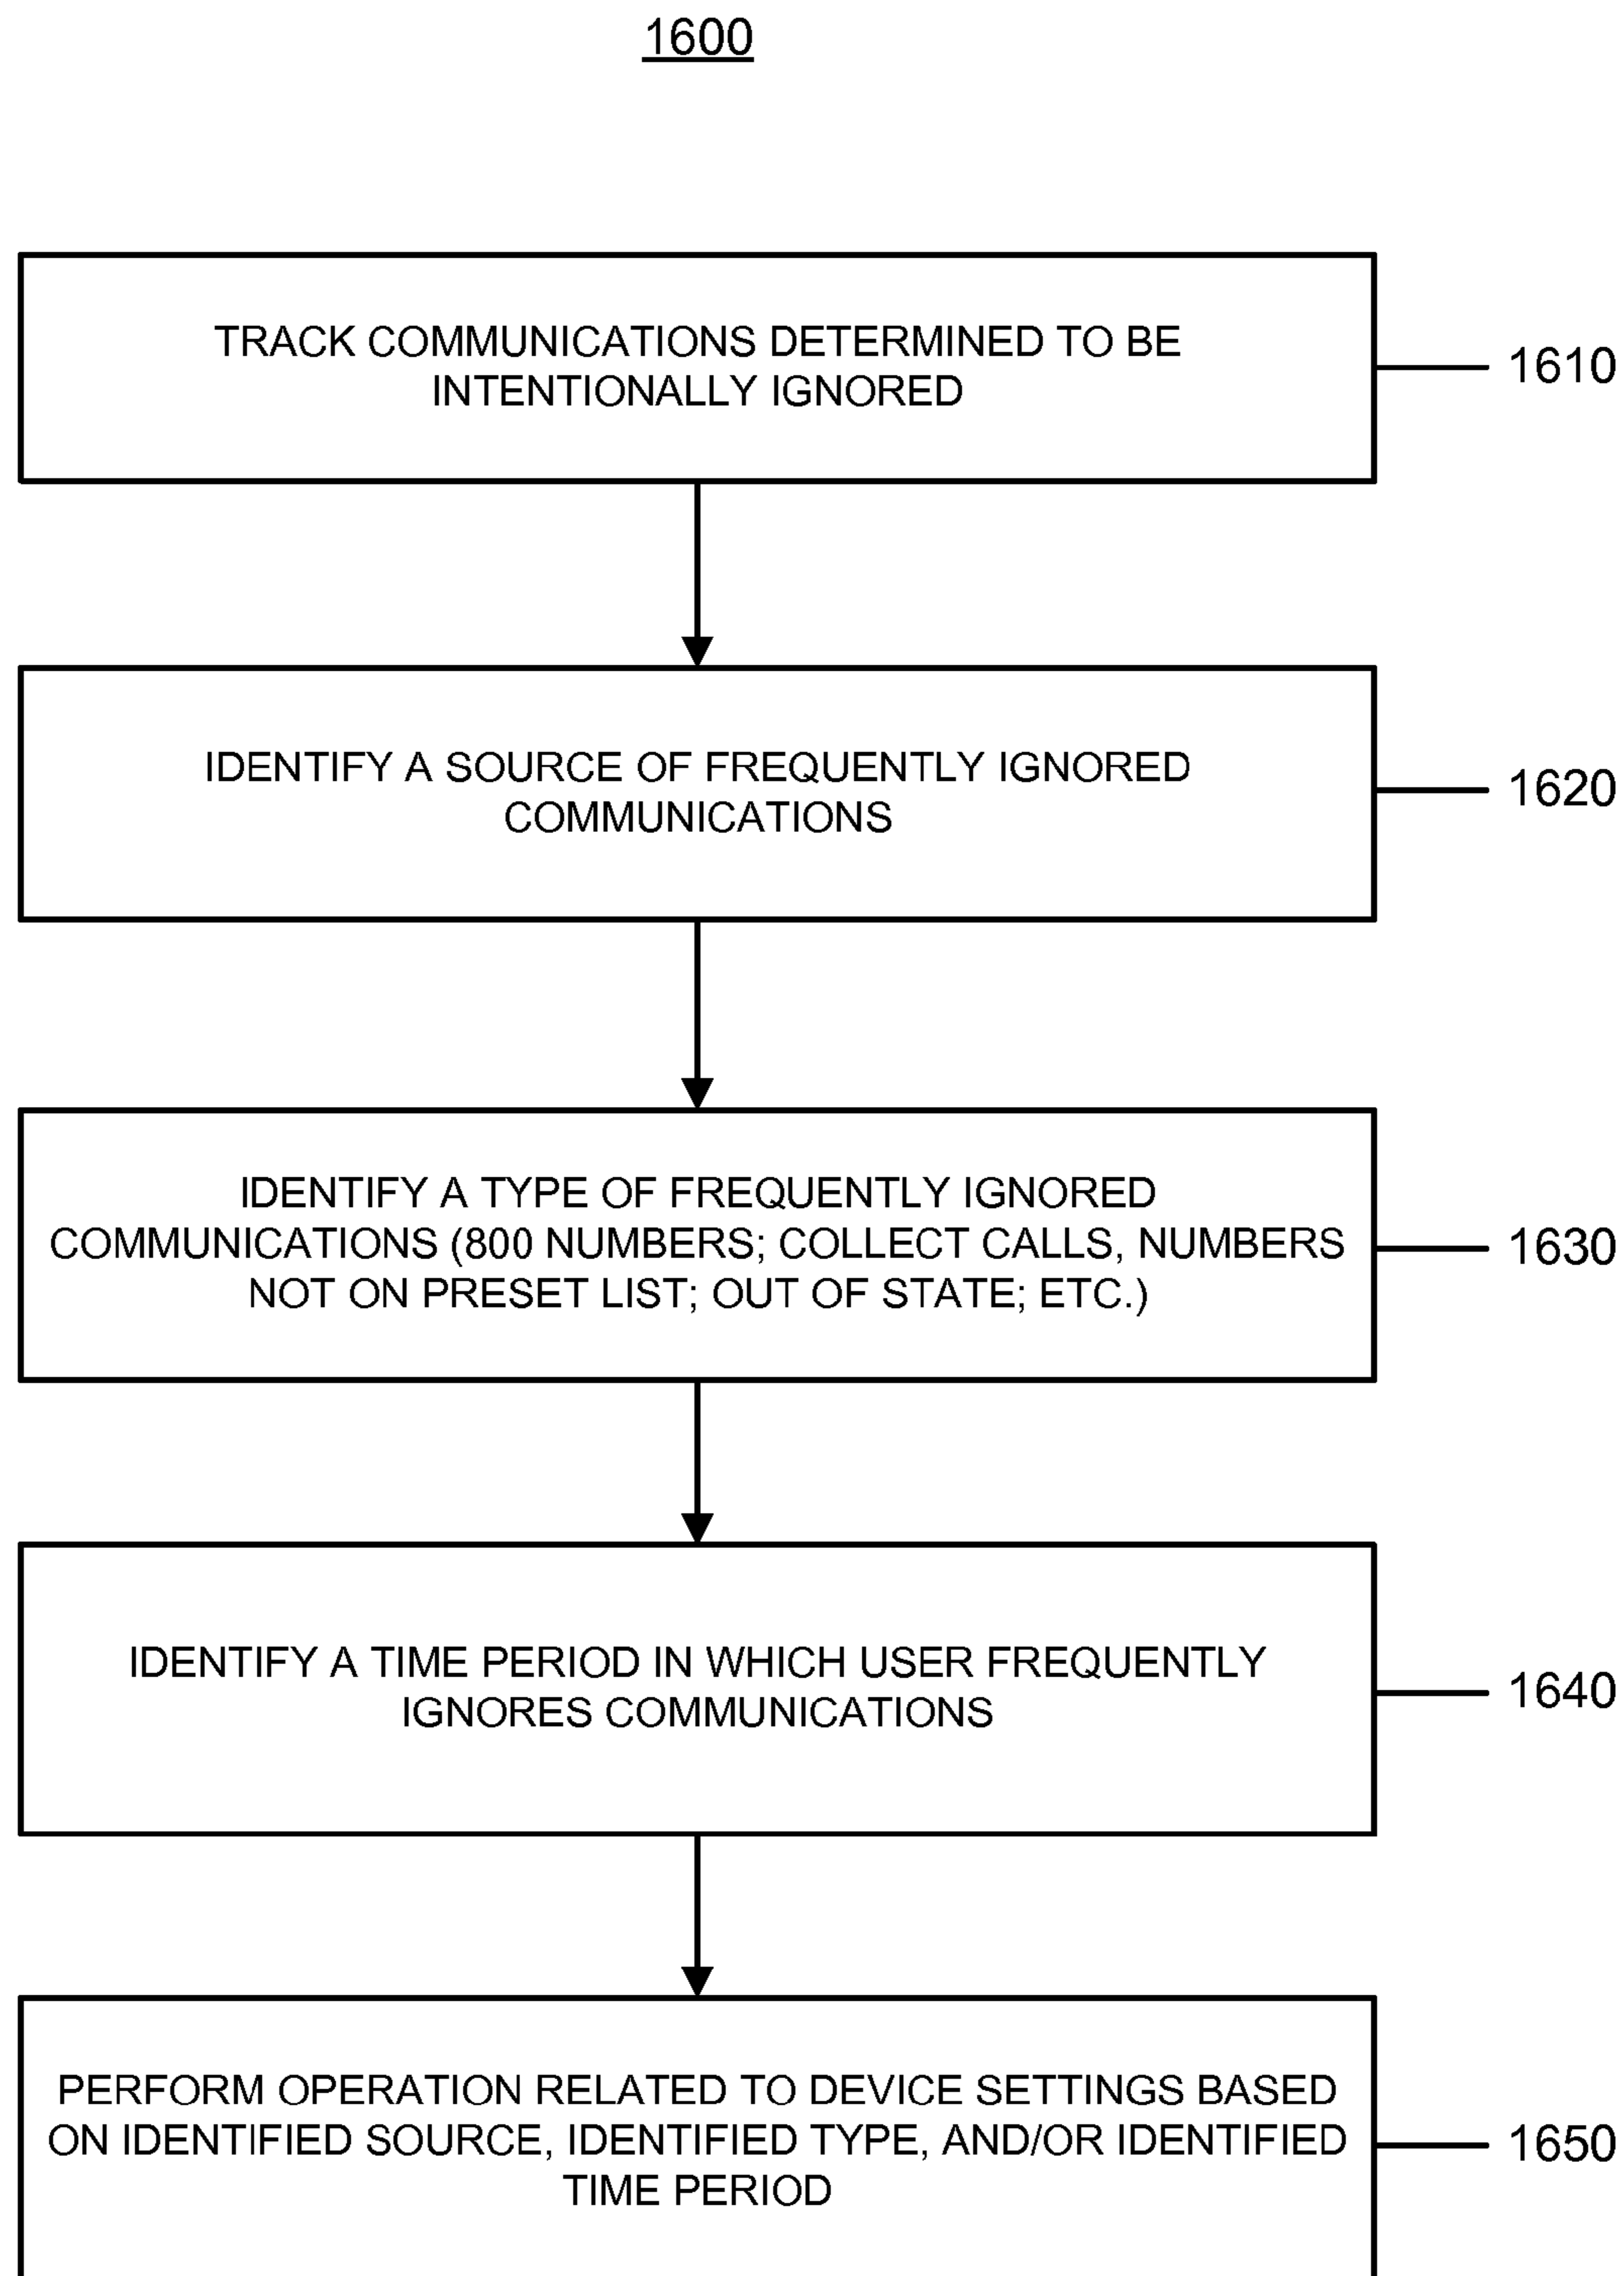 1600
TRACK COMMUNICATIONS DETERMINED TO BE
INTENTIONALLY IGNORED
1610
IDENTIFY A SOURCE OF FREQUENTLY IGNORED
COMMUNICATIONS
1620
IDENTIFY A TYPE OF FREQUENTLY IGNORED
COMMUNICATIONS (800 NUMBERS; COLLECT CALLS, NUMBERS
NOT ON PRESET LIST; OUT OF STATE; ETC.)
1630
IDENTIFY A TIME PERIOD IN WHICH USER FREQUENTLY
IGNORES COMMUNICATIONS
1640
PERFORM OPERATION RELATED TO DEVICE SETTINGS BASED
ON IDENTIFIED SOURCE, IDENTIFIED TYPE, AND/OR IDENTIFIED
TIME PERIOD
1650